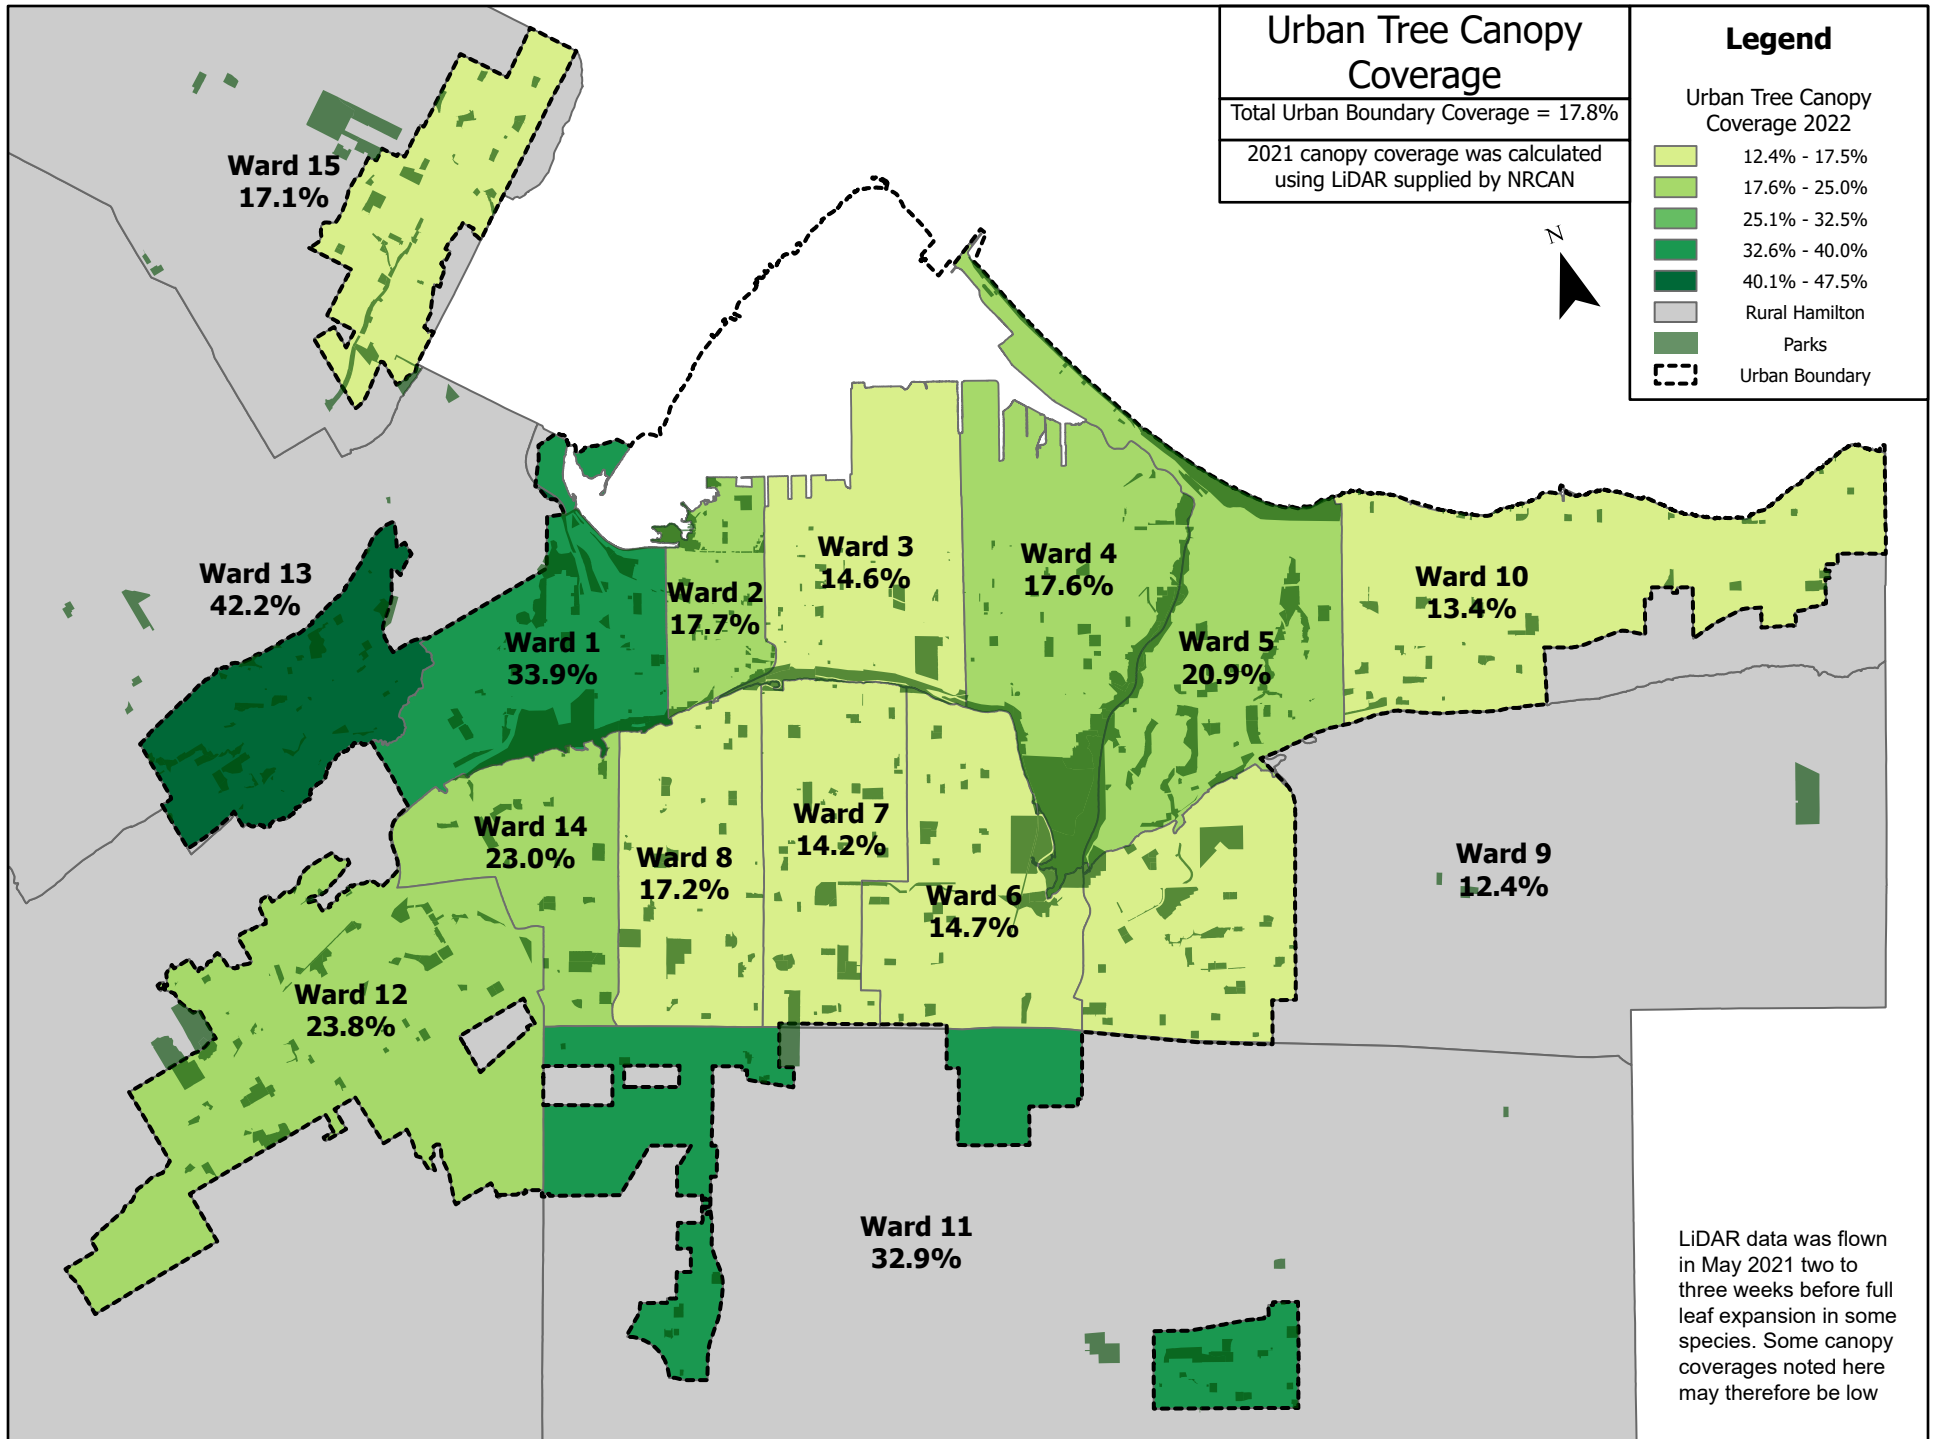 Urban Tree Canopy
Coverage
Total Urban Boundary Coverage = 17.8%
2021 canopy coverage was calculated
using LiDAR supplied by NRCAN
Legend
Urban Tree Canopy
Coverage 2022
12.4% - 17.5%
17.6% - 25.0%
25.1% - 32.5%
32.6% - 40.0%
40.1% - 47.5%
Rural Hamilton
Parks
Urban Boundary
N
Ward 15
17.1%
Ward 13
42.2%
Ward 1
33.9%
Ward 2
17.7%
Ward 3
14.6%
Ward 4
17.6%
Ward 5
20.9%
Ward 10
13.4%
Ward 14
23.0%
Ward 8
17.2%
Ward 7
14.2%
Ward 6
14.7%
Ward 9
12.4%
Ward 12
23.8%
Ward 11
32.9%
LiDAR data was flown
in May 2021 two to
three weeks before full
leaf expansion in some
species. Some canopy
coverages noted here
may therefore be low